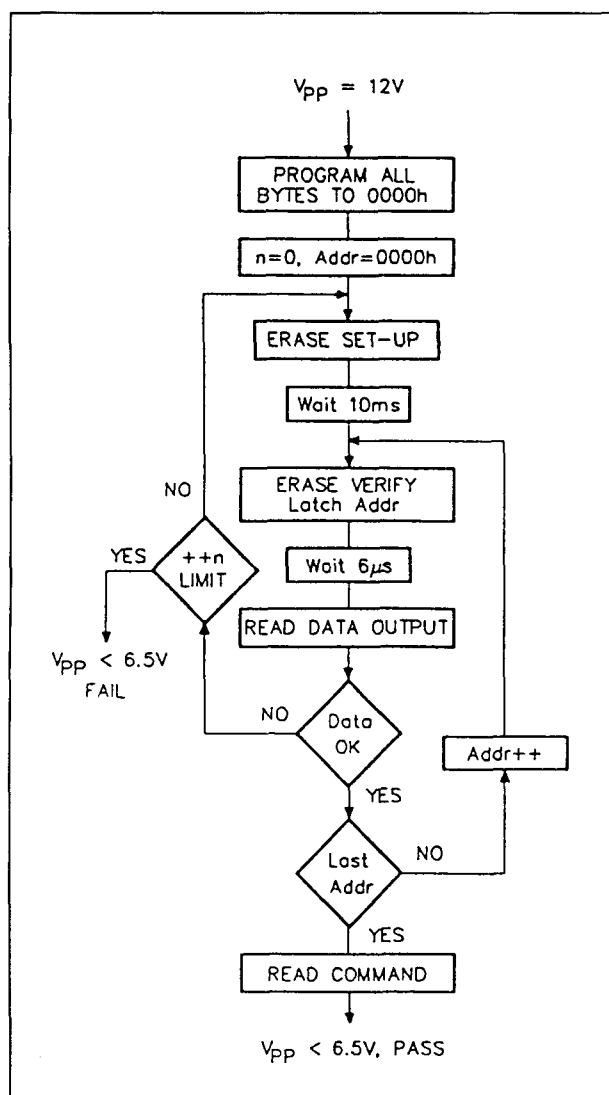 VPP = 12V
PROGRAM ALL
BYTES TO 0000h
n=0, Addr=0000h
ERASE SET-UP
Wait 10ms
ERASE VERIFY
Latch Addr
NO
YES
++n
LIMIT
Wait 6µs
READ DATA OUTPUT
VPP < 6.5V
FAIL
NO
Data
OK
Addr++
YES
Last
Addr
NO
YES
READ COMMAND
VPP < 6.5V, PASS